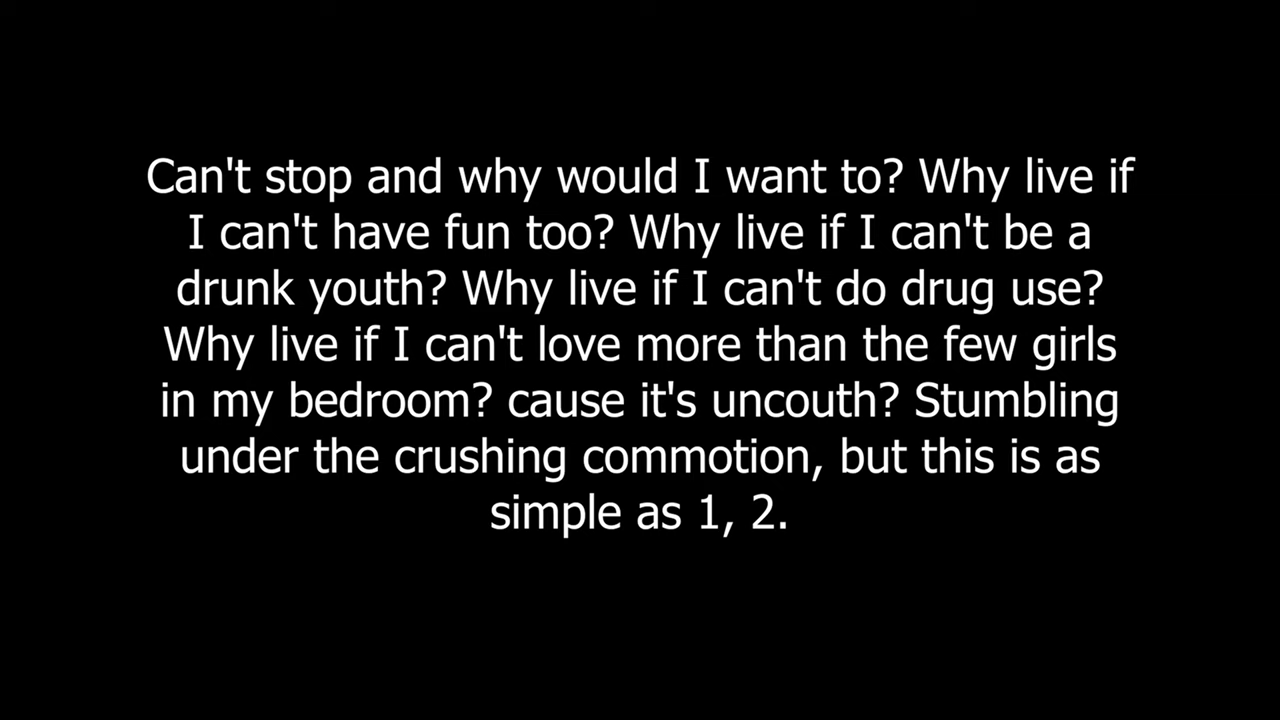 Can't stop and why would I want to? Why live if
I can't have fun too? Why live if I can't be a
drunk youth? Why live if I can't do drug use?
Why live if I can't love more than the few girls
in my bedroom? cause it's uncouth? Stumbling
under the crushing commotion, but this is as
simple as 1, 2.